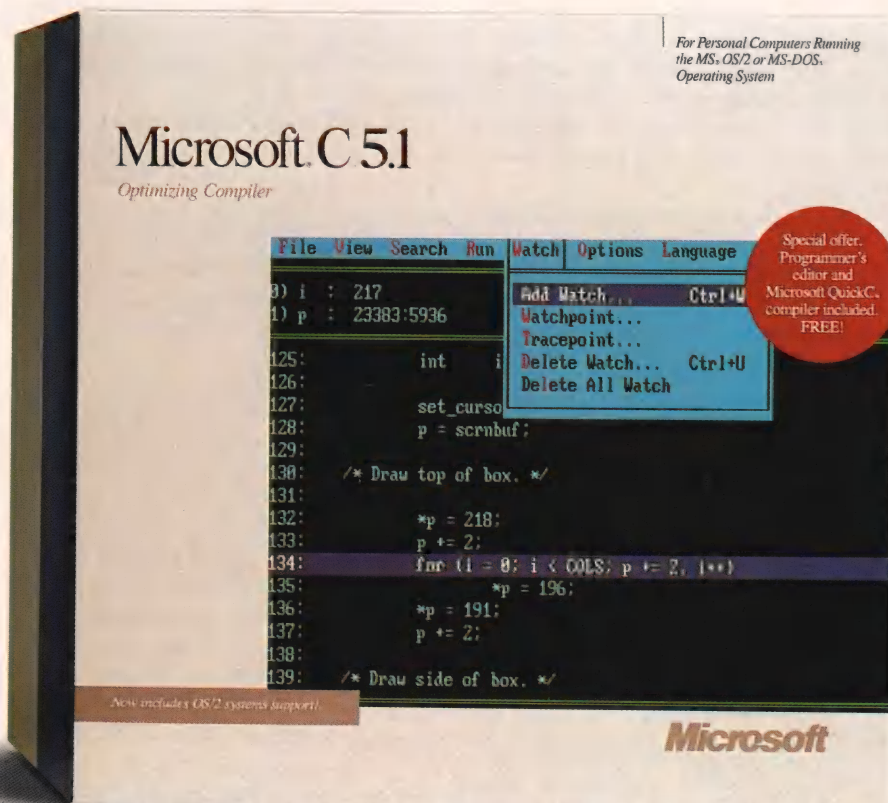 For Personal Computers Running
the MS® OS/2 or MS-DOS®
Operating System
Microsoft® C 5.1
Optimizing Compiler
File View Search Run Watch Options Language
0) i : 217
1) p : 23383:5936
Add Watch... Ctrl+W
Watchpoint...
Tracepoint...
Delete Watch... Ctrl+U
Delete All Watch
Special offer.
Programmer's
editor and
Microsoft QuickC®
compiler included.
FREE!
125: int i
126:
127: set_curso
128: p = scrnbuf;
129:
130: /* Draw top of box. */
131:
132: *p = 218;
133: p += 2;
134: for (i = 0; i < COLS; p += 2, i++)
135: *p = 196;
136: *p = 191;
137: p += 2;
138:
139: /* Draw side of box. */
Now includes OS/2 systems support!
Microsoft